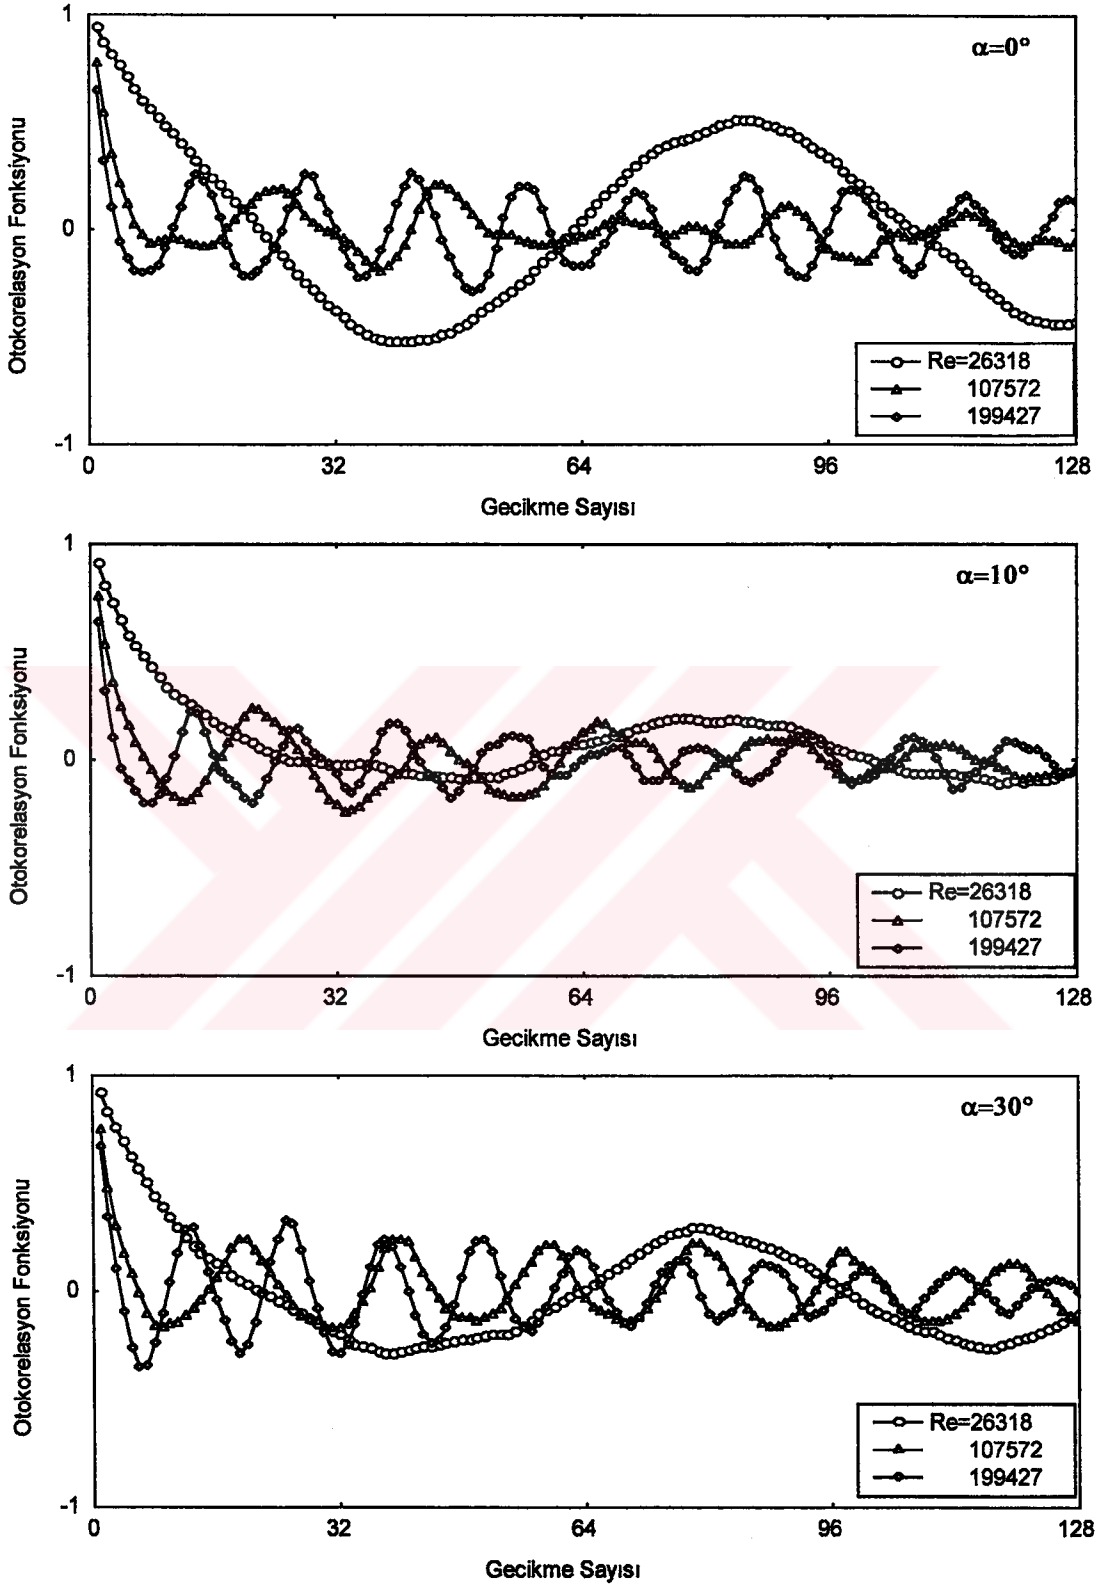 1
α=0°
Otokorelasyon Fonksiyonu
0
Re=26318
107572
199427
-1
0 32 64 96 128
Gecikme Sayısı
1
α=10°
Otokorelasyon Fonksiyonu
0
Re=26318
107572
199427
-1
0 32 64 96 128
Gecikme Sayısı
1
α=30°
Otokorelasyon Fonksiyonu
0
Re=26318
107572
199427
-1
0 32 64 96 128
Gecikme Sayısı